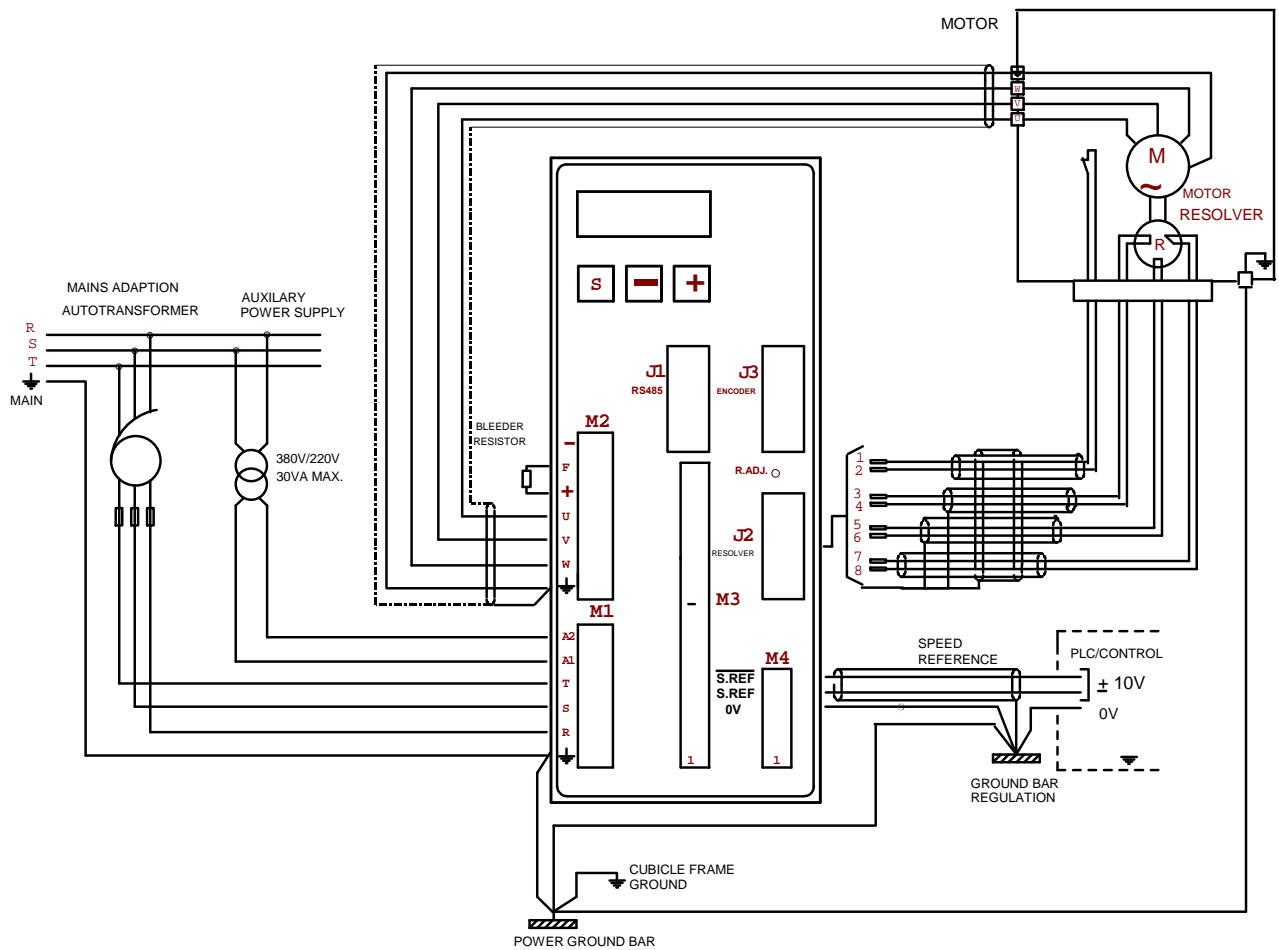 MOTOR
W
V
U
M
~
MOTOR
RESOLVER
R
S
−
+
MAINS ADAPTION
AUTOTRANSFORMER
AUXILARY
POWER SUPPLY
R
S
T
MAIN
380V/220V
30VA MAX.
BLEEDER
RESISTOR
J1
RS485
J3
ENCODER
M2
-
F
+
U
V
W
R.ADJ.
J2
RESOLVER
1
2
3
4
5
6
7
8
M1
A2
A1
T
S
R
- M3
M4
S.REF
S.REF
0V
1
1
SPEED
REFERENCE
PLC/CONTROL
± 10V
0V
GROUND BAR
REGULATION
CUBICLE FRAME
GROUND
POWER GROUND BAR